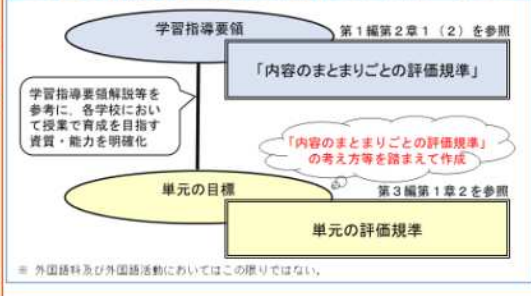 学習指導要領
第1編第2章1（2）を参照
「内容のまとまりごとの評価規準」
学習指導要領解説等を
参考に、各学校におい
て授業で育成を目指す
資質・能力を明確化
「内容のまとまりごとの評価規準」
の考え方等を踏まえて作成
単元の目標
第3編第1章2を参照
単元の評価規準
※ 外国語科及び外国語活動においてはこの限りではない。